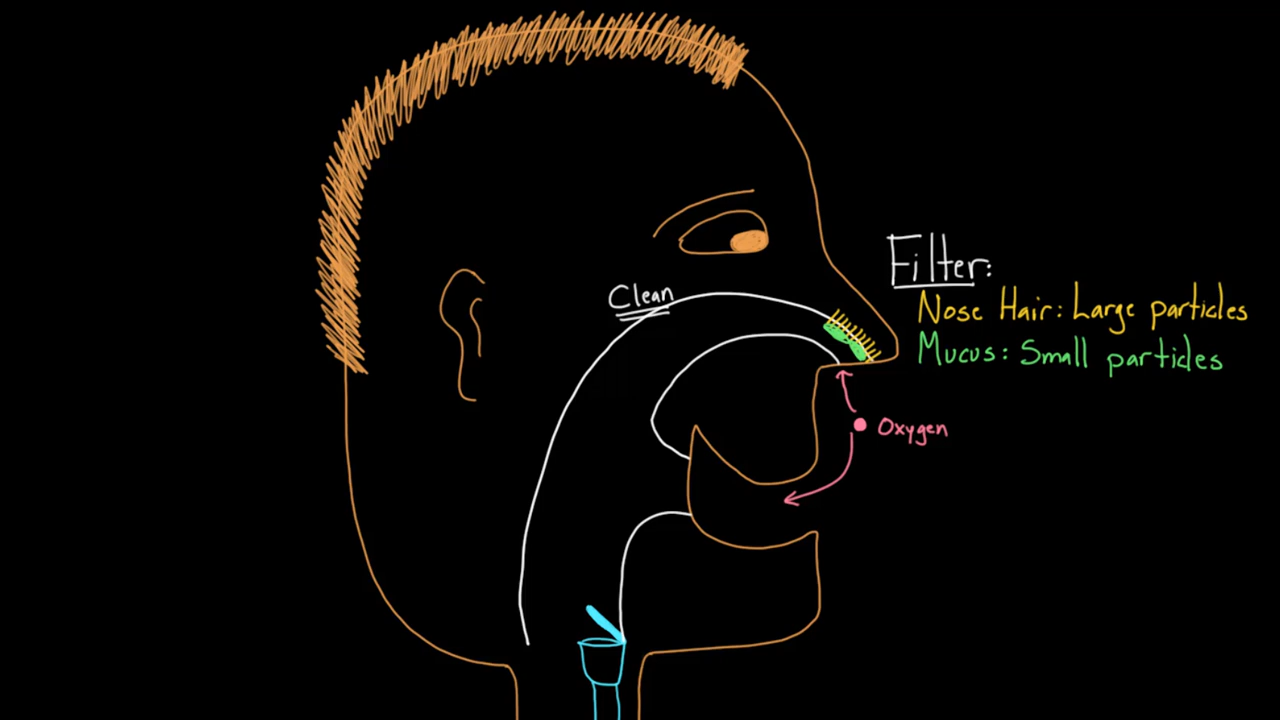 Clean
Filter:
Nose Hair: Large particles
Mucus: Small particles
Oxygen